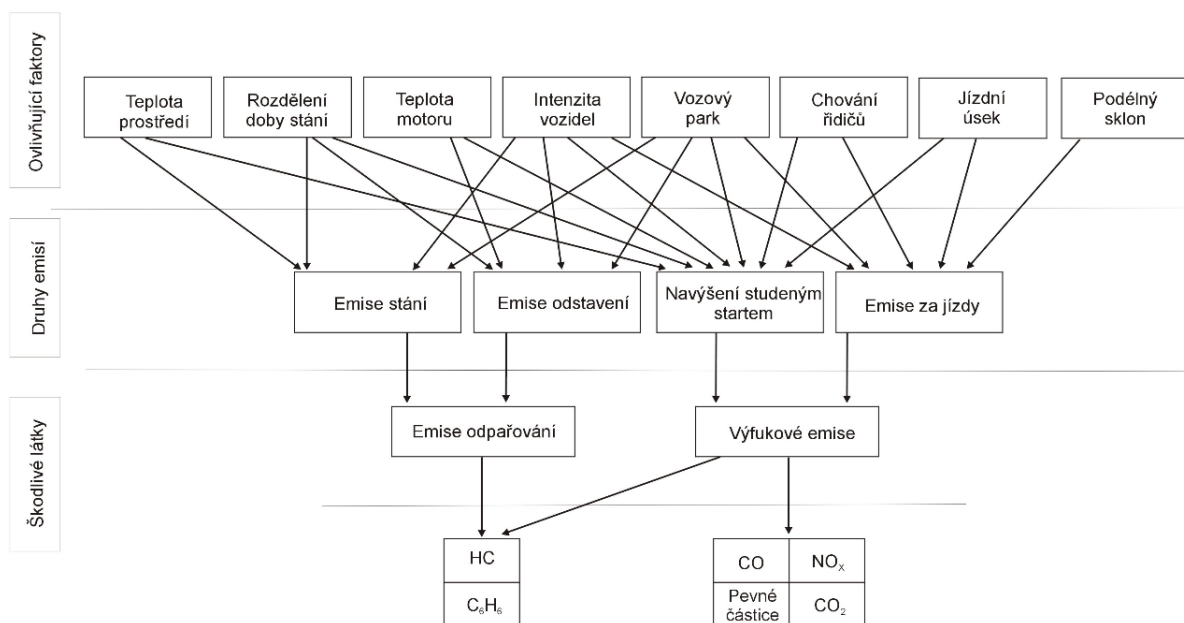 Ovlivňující faktory
Teplota
prostředí
Rozdělení
doby stání
Teplota
motoru
Intenzita
vozidel
Vozový
park
Chování
řidičů
Jízdní
úsek
Podélný
sklon
Druhy emisí
Emise stání
Emise odstavení
Navýšení studeným
startem
Emise za jízdy
Škodlivé látky
Emise odpařování
Výfukové emise
HC
C₆H₆
CO
NOₓ
Pevné
částice
CO₂